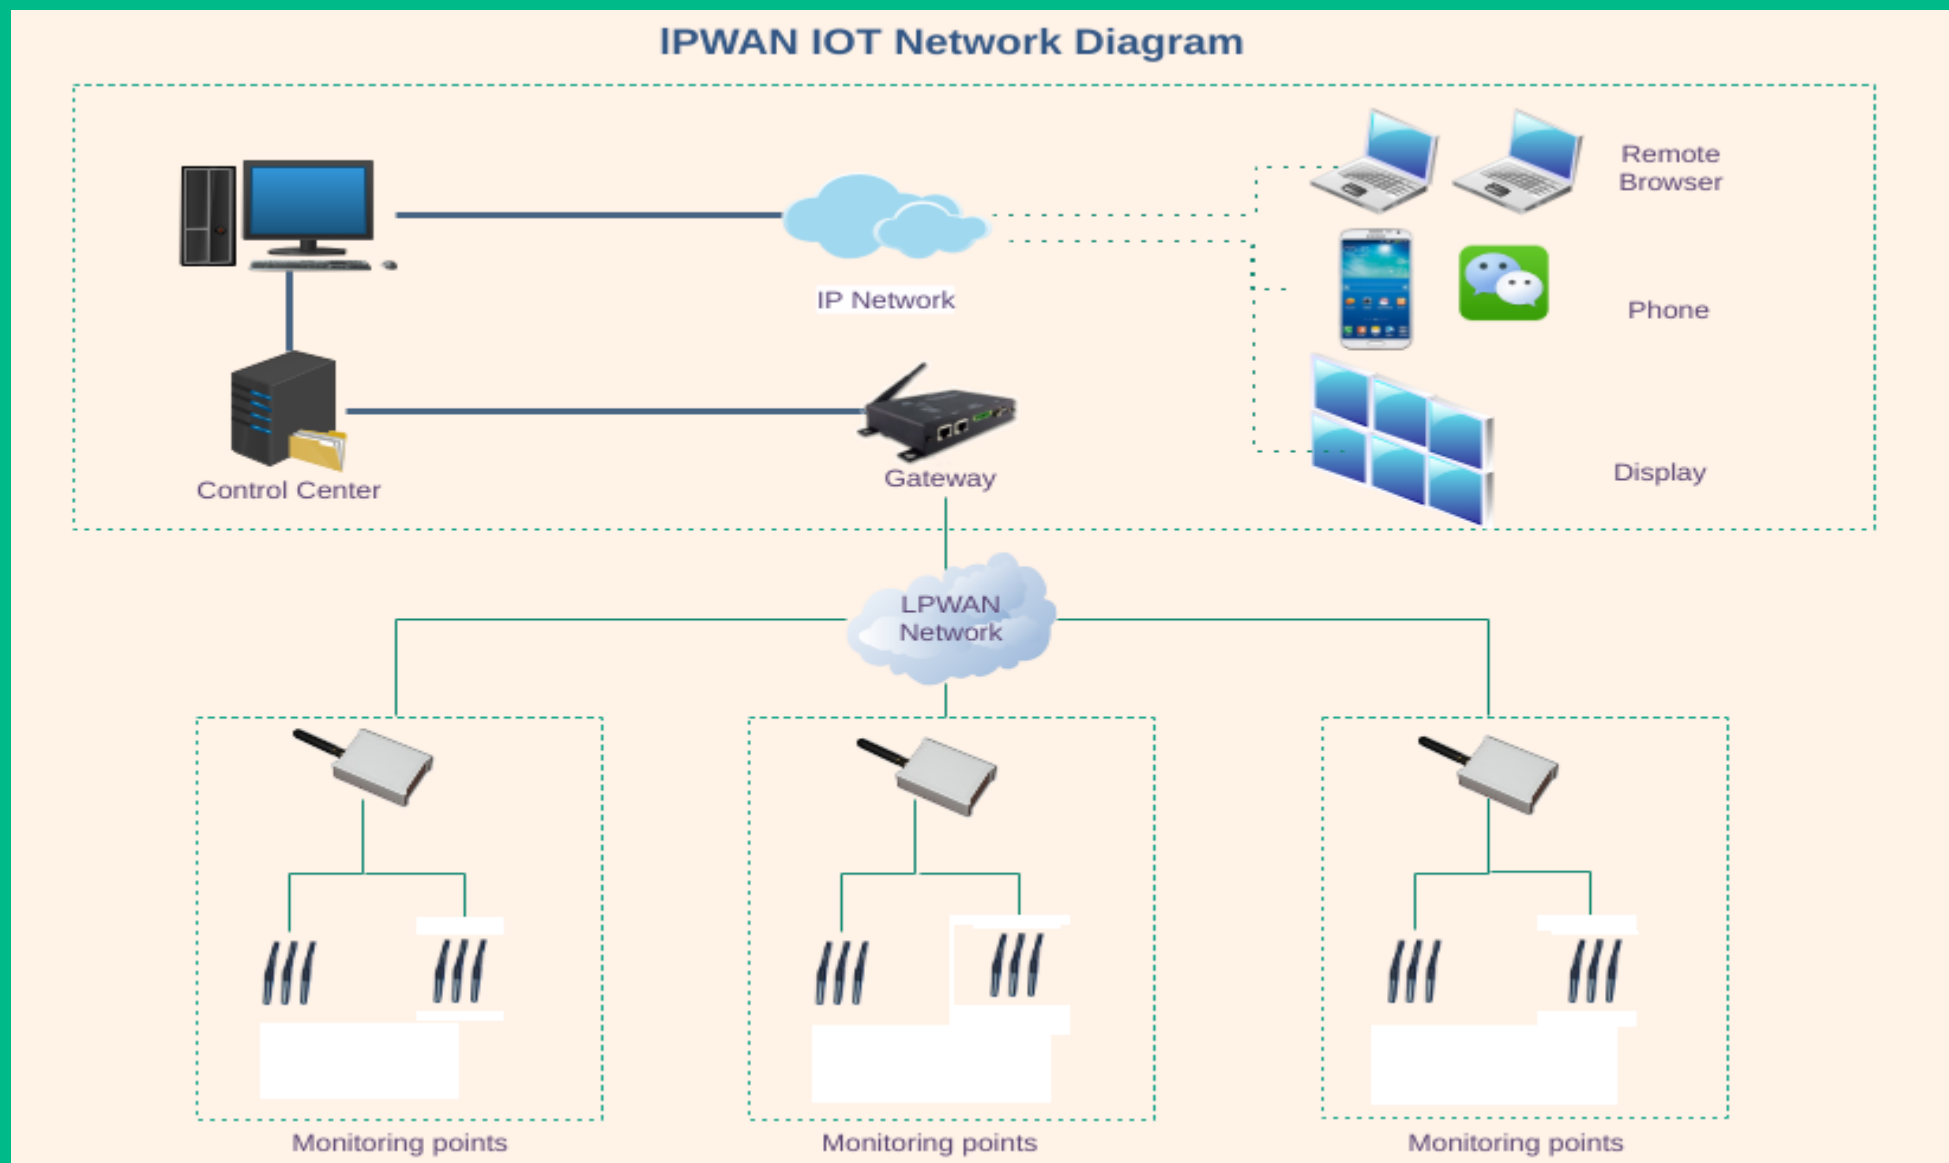 lPWAN IOT Network Diagram
Remote
Browser
IP Network
Phone
Gateway
Control Center
Display
LPWAN
Network
Monitoring points
Monitoring points
Monitoring points